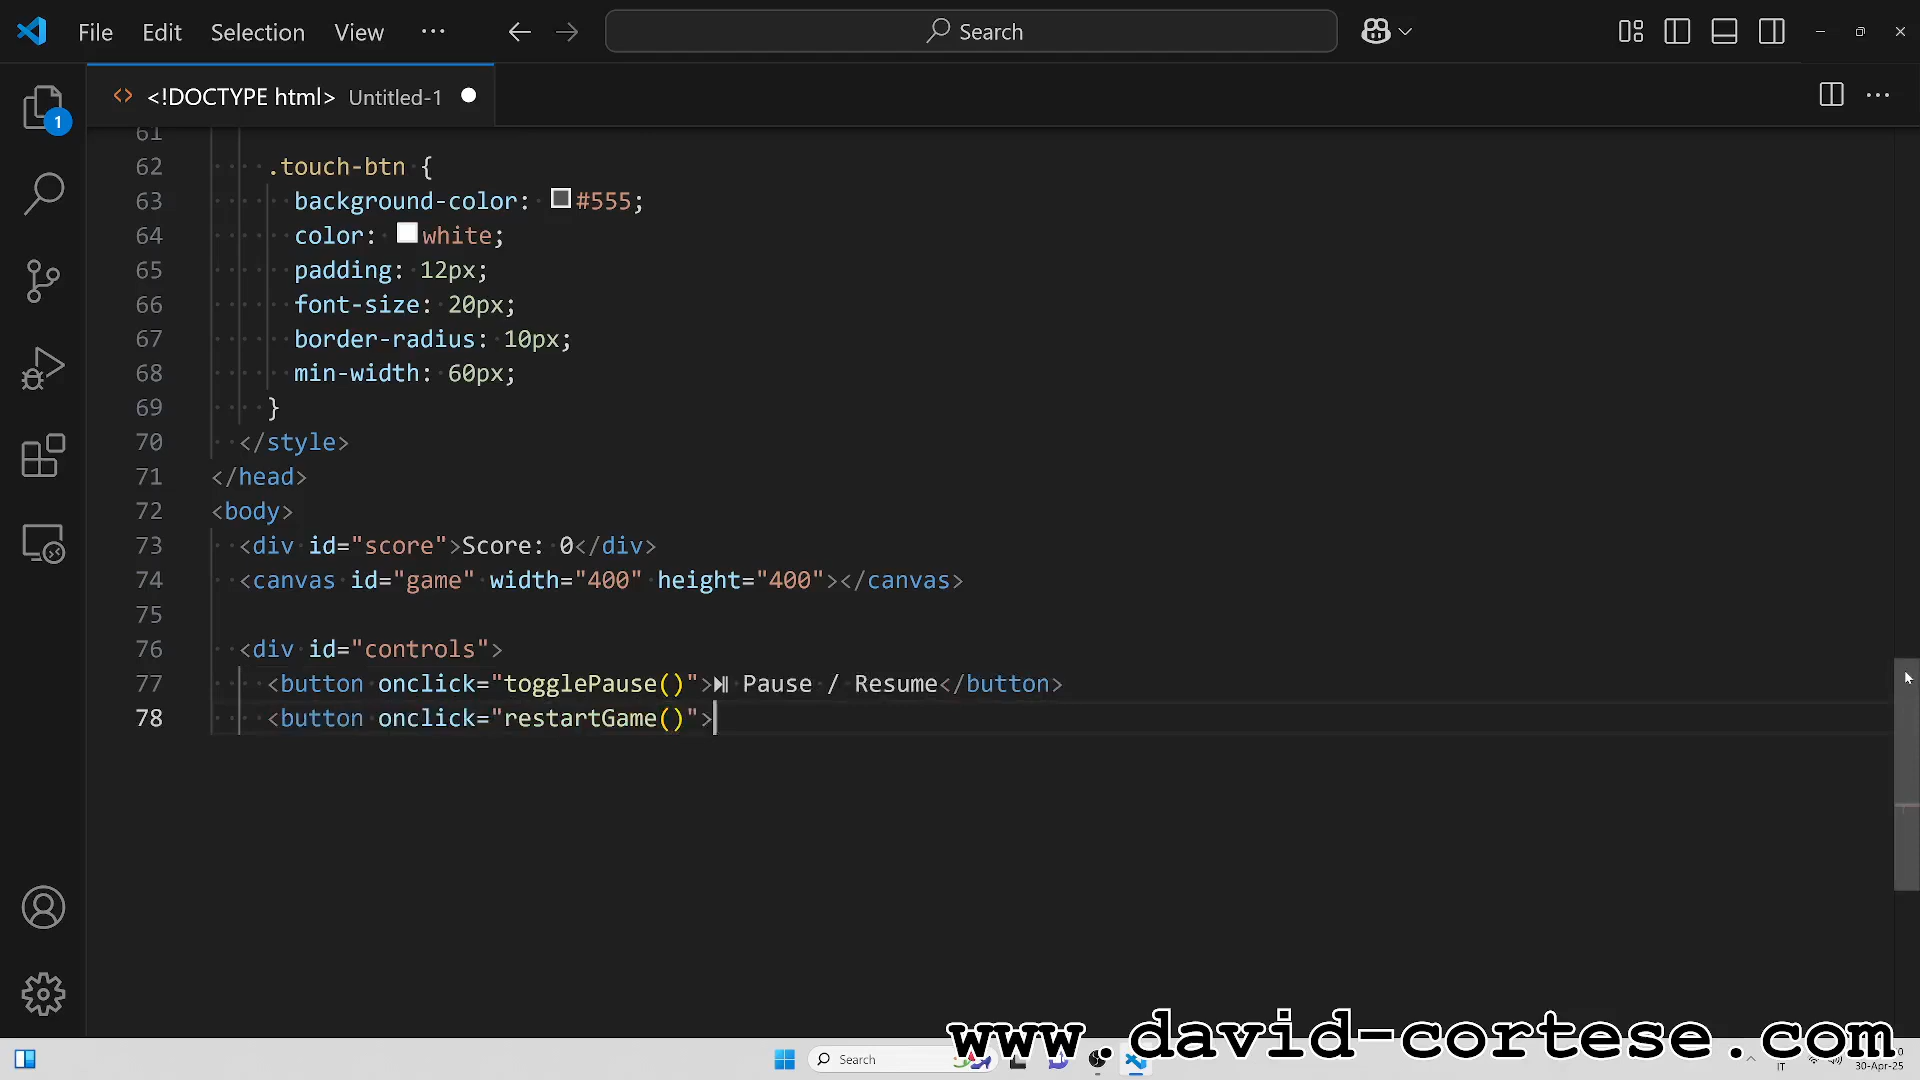 File Edit Selection View ··· Search
<!DOCTYPE html> Untitled-1
1
61
62 .touch-btn {
63 background-color: #555;
64 color: white;
65 padding: 12px;
66 font-size: 20px;
67 border-radius: 10px;
68 min-width: 60px;
69 }
70 </style>
71 </head>
72 <body>
73 <div id="score">Score: 0</div>
74 <canvas id="game" width="400" height="400"></canvas>
75
76 <div id="controls">
77 <button onclick="togglePause()">⏯ Pause / Resume</button>
78 <button onclick="restartGame()">
www.david-cortese.com
Search
IT
30-Apr-25